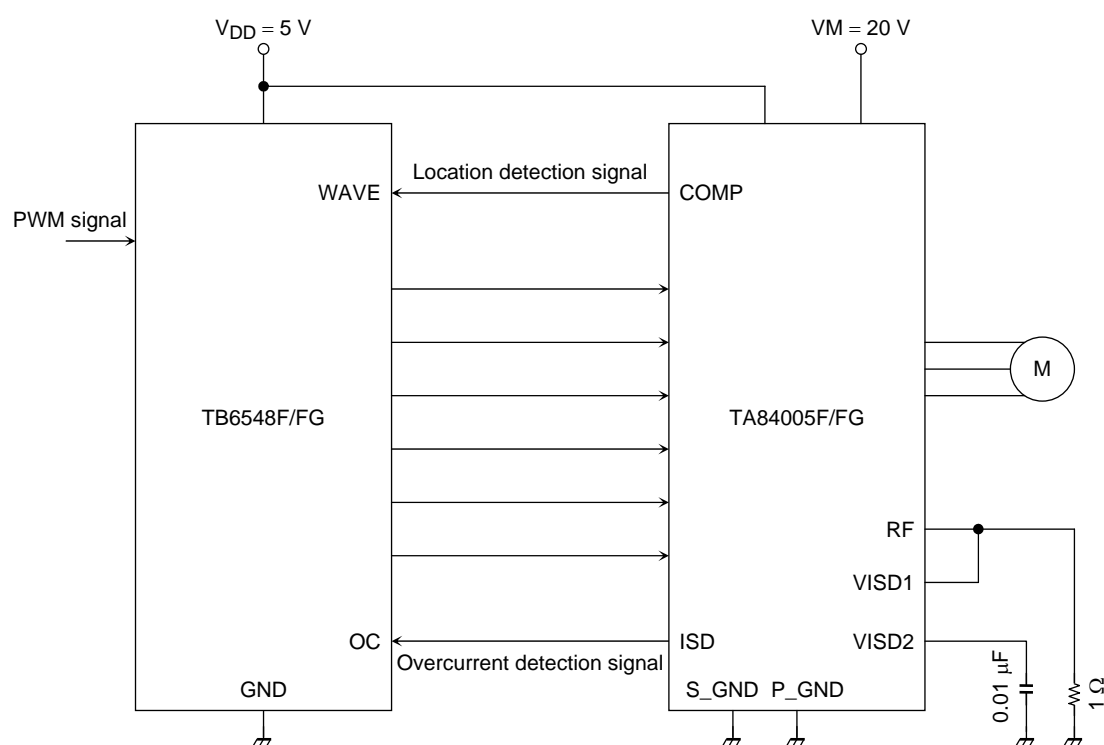 VDD = 5 V
VM = 20 V
Location detection signal
WAVE
COMP
PWM signal
M
TB6548F/FG
TA84005F/FG
RF
VISD1
OC
ISD
VISD2
Overcurrent detection signal
GND
S_GND
P_GND
0.01 μF
1 Ω